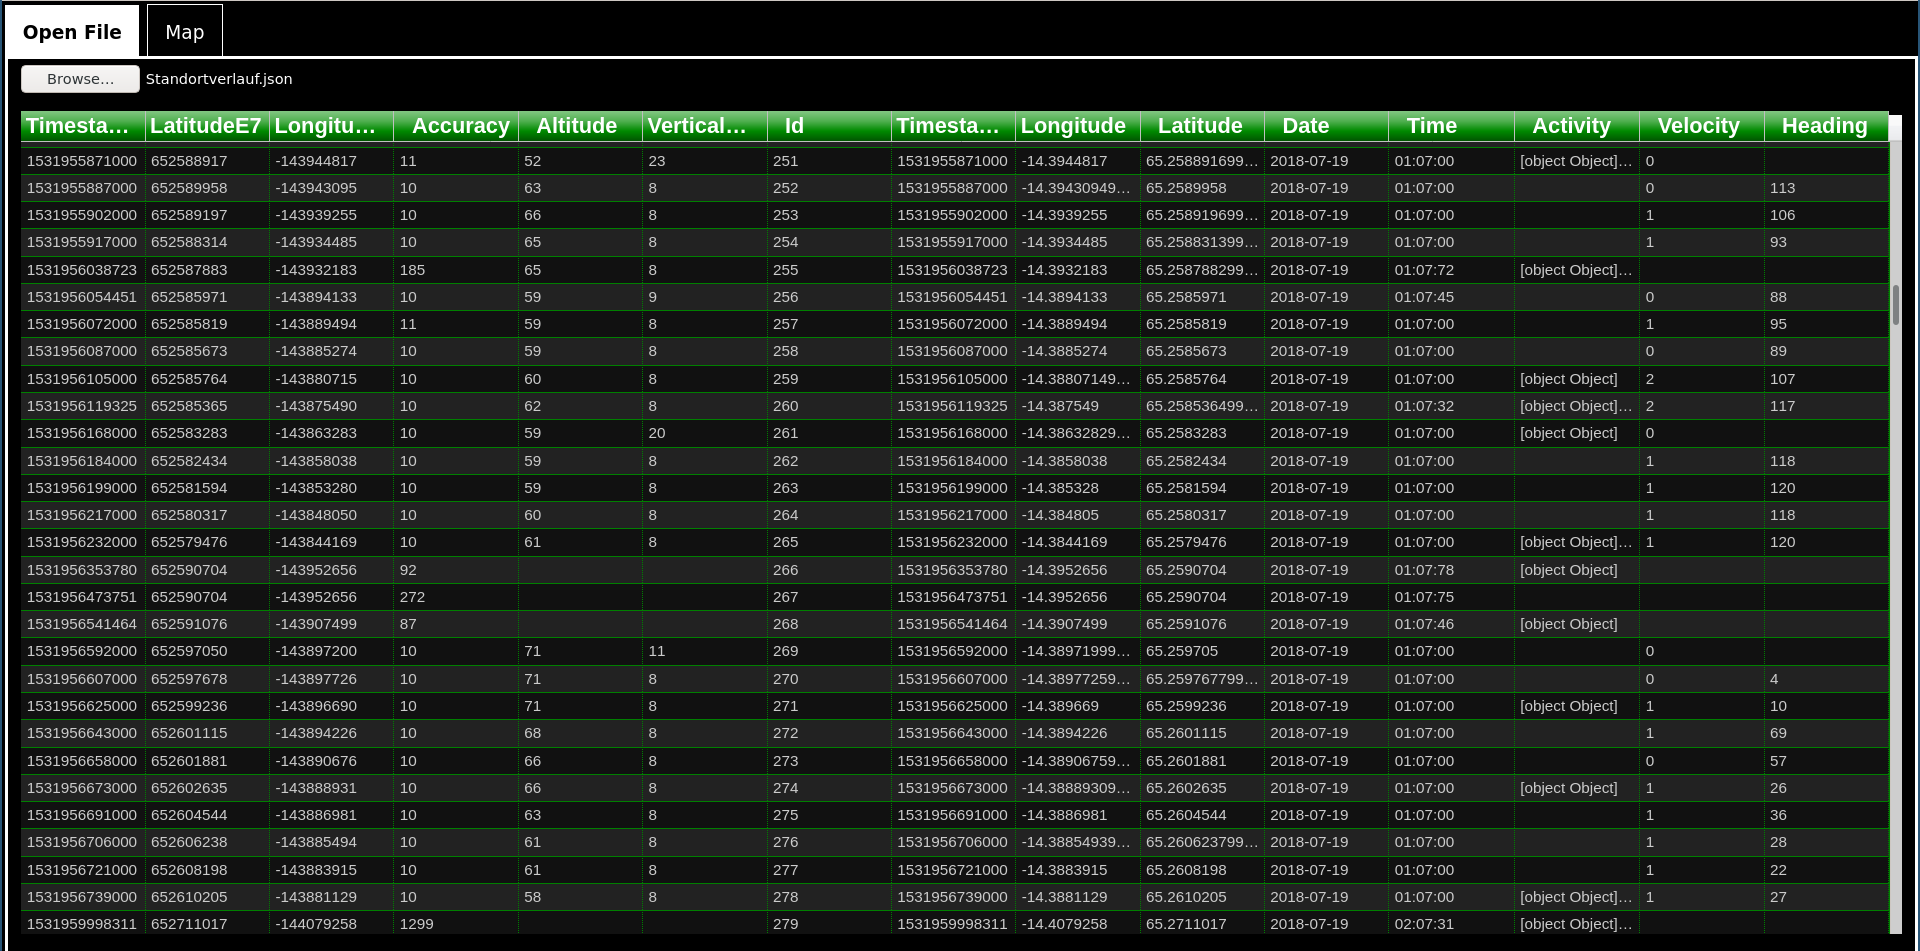 Open File Map
Browse... Standortverlauf.json
Timesta... LatitudeE7 Longitu... Accuracy Altitude Vertical... Id Timesta... Longitude Latitude Date Time Activity Velocity Heading
1531955871000 652588917 -143944817 11 52 23 251 1531955871000 -14.3944817 65.258891699... 2018-07-19 01:07:00 [object Object]... 0
1531955887000 652589958 -143943095 10 63 8 252 1531955887000 -14.39430949... 65.2589958 2018-07-19 01:07:00 0 113
1531955902000 652589197 -143939255 10 66 8 253 1531955902000 -14.3939255 65.258919699... 2018-07-19 01:07:00 1 106
1531955917000 652588314 -143934485 10 65 8 254 1531955917000 -14.3934485 65.258831399... 2018-07-19 01:07:00 1 93
1531956038723 652587883 -143932183 185 65 8 255 1531956038723 -14.3932183 65.258788299... 2018-07-19 01:07:72 [object Object]...
1531956054451 652585971 -143894133 10 59 9 256 1531956054451 -14.3894133 65.2585971 2018-07-19 01:07:45 0 88
1531956072000 652585819 -143889494 11 59 8 257 1531956072000 -14.3889494 65.2585819 2018-07-19 01:07:00 1 95
1531956087000 652585673 -143885274 10 59 8 258 1531956087000 -14.3885274 65.2585673 2018-07-19 01:07:00 0 89
1531956105000 652585764 -143880715 10 60 8 259 1531956105000 -14.38807149... 65.2585764 2018-07-19 01:07:00 [object Object] 2 107
1531956119325 652585365 -143875490 10 62 8 260 1531956119325 -14.387549 65.258536499... 2018-07-19 01:07:32 [object Object]... 2 117
1531956168000 652583283 -143863283 10 59 20 261 1531956168000 -14.38632829... 65.2583283 2018-07-19 01:07:00 [object Object] 0
1531956184000 652582434 -143858038 10 59 8 262 1531956184000 -14.3858038 65.2582434 2018-07-19 01:07:00 1 118
1531956199000 652581594 -143853280 10 59 8 263 1531956199000 -14.385328 65.2581594 2018-07-19 01:07:00 1 120
1531956217000 652580317 -143848050 10 60 8 264 1531956217000 -14.384805 65.2580317 2018-07-19 01:07:00 1 118
1531956232000 652579476 -143844169 10 61 8 265 1531956232000 -14.3844169 65.2579476 2018-07-19 01:07:00 [object Object]... 1 120
1531956353780 652590704 -143952656 92 266 1531956353780 -14.3952656 65.2590704 2018-07-19 01:07:78 [object Object]
1531956473751 652590704 -143952656 272 267 1531956473751 -14.3952656 65.2590704 2018-07-19 01:07:75
1531956541464 652591076 -143907499 87 268 1531956541464 -14.3907499 65.2591076 2018-07-19 01:07:46 [object Object]
1531956592000 652597050 -143897200 10 71 11 269 1531956592000 -14.38971999... 65.259705 2018-07-19 01:07:00 0
1531956607000 652597678 -143897726 10 71 8 270 1531956607000 -14.38977259... 65.259767799... 2018-07-19 01:07:00 0 4
1531956625000 652599236 -143896690 10 71 8 271 1531956625000 -14.389669 65.2599236 2018-07-19 01:07:00 [object Object] 1 10
1531956643000 652601115 -143894226 10 68 8 272 1531956643000 -14.3894226 65.2601115 2018-07-19 01:07:00 1 69
1531956658000 652601881 -143890676 10 66 8 273 1531956658000 -14.38906759... 65.2601881 2018-07-19 01:07:00 0 57
1531956673000 652602635 -143888931 10 66 8 274 1531956673000 -14.38889309... 65.2602635 2018-07-19 01:07:00 [object Object] 1 26
1531956691000 652604544 -143886981 10 63 8 275 1531956691000 -14.3886981 65.2604544 2018-07-19 01:07:00 1 36
1531956706000 652606238 -143885494 10 61 8 276 1531956706000 -14.38854939... 65.260623799... 2018-07-19 01:07:00 1 28
1531956721000 652608198 -143883915 10 61 8 277 1531956721000 -14.3883915 65.2608198 2018-07-19 01:07:00 1 22
1531956739000 652610205 -143881129 10 58 8 278 1531956739000 -14.3881129 65.2610205 2018-07-19 01:07:00 [object Object]... 1 27
1531959998311 652711017 -144079258 1299 279 1531959998311 -14.4079258 65.2711017 2018-07-19 02:07:31 [object Object]...